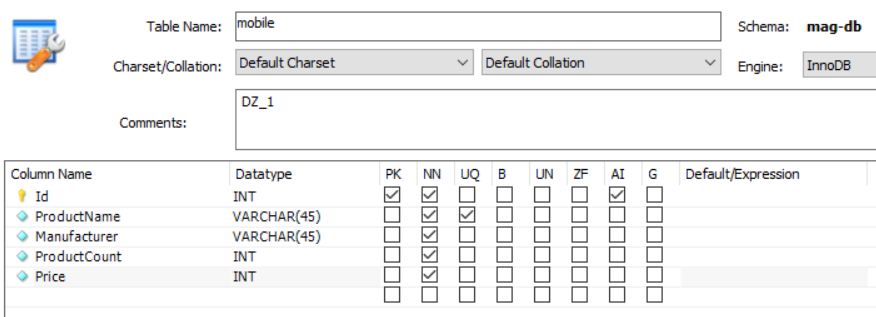 Table Name: mobile Schema: mag-db
Charset/Collation: Default Charset Default Collation Engine: InnoDB
Comments: DZ_1
Column Name Datatype PK NN UQ B UN ZF AI G Default/Expression
Id INT
ProductName VARCHAR(45)
Manufacturer VARCHAR(45)
ProductCount INT
Price INT